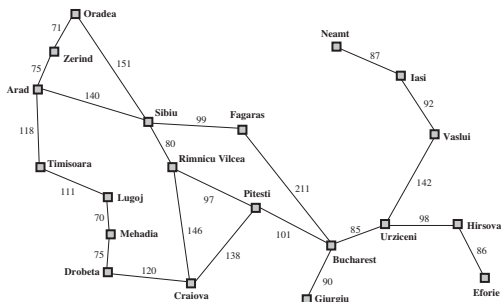 Oradea
71
Neamt
Zerind
87
151
75
Iasi
Arad
140
92
Sibiu
99
Fagaras
118
Vaslui
80
Timisoara
Rimnicu Vilcea
142
111
211
Lugoj
97
Pitesti
70
98
Hirsova
85
Mehadia
146
101
Urziceni
86
75
138
Bucharest
Drobeta
120
90
Craiova
Eforie
Giurgiu